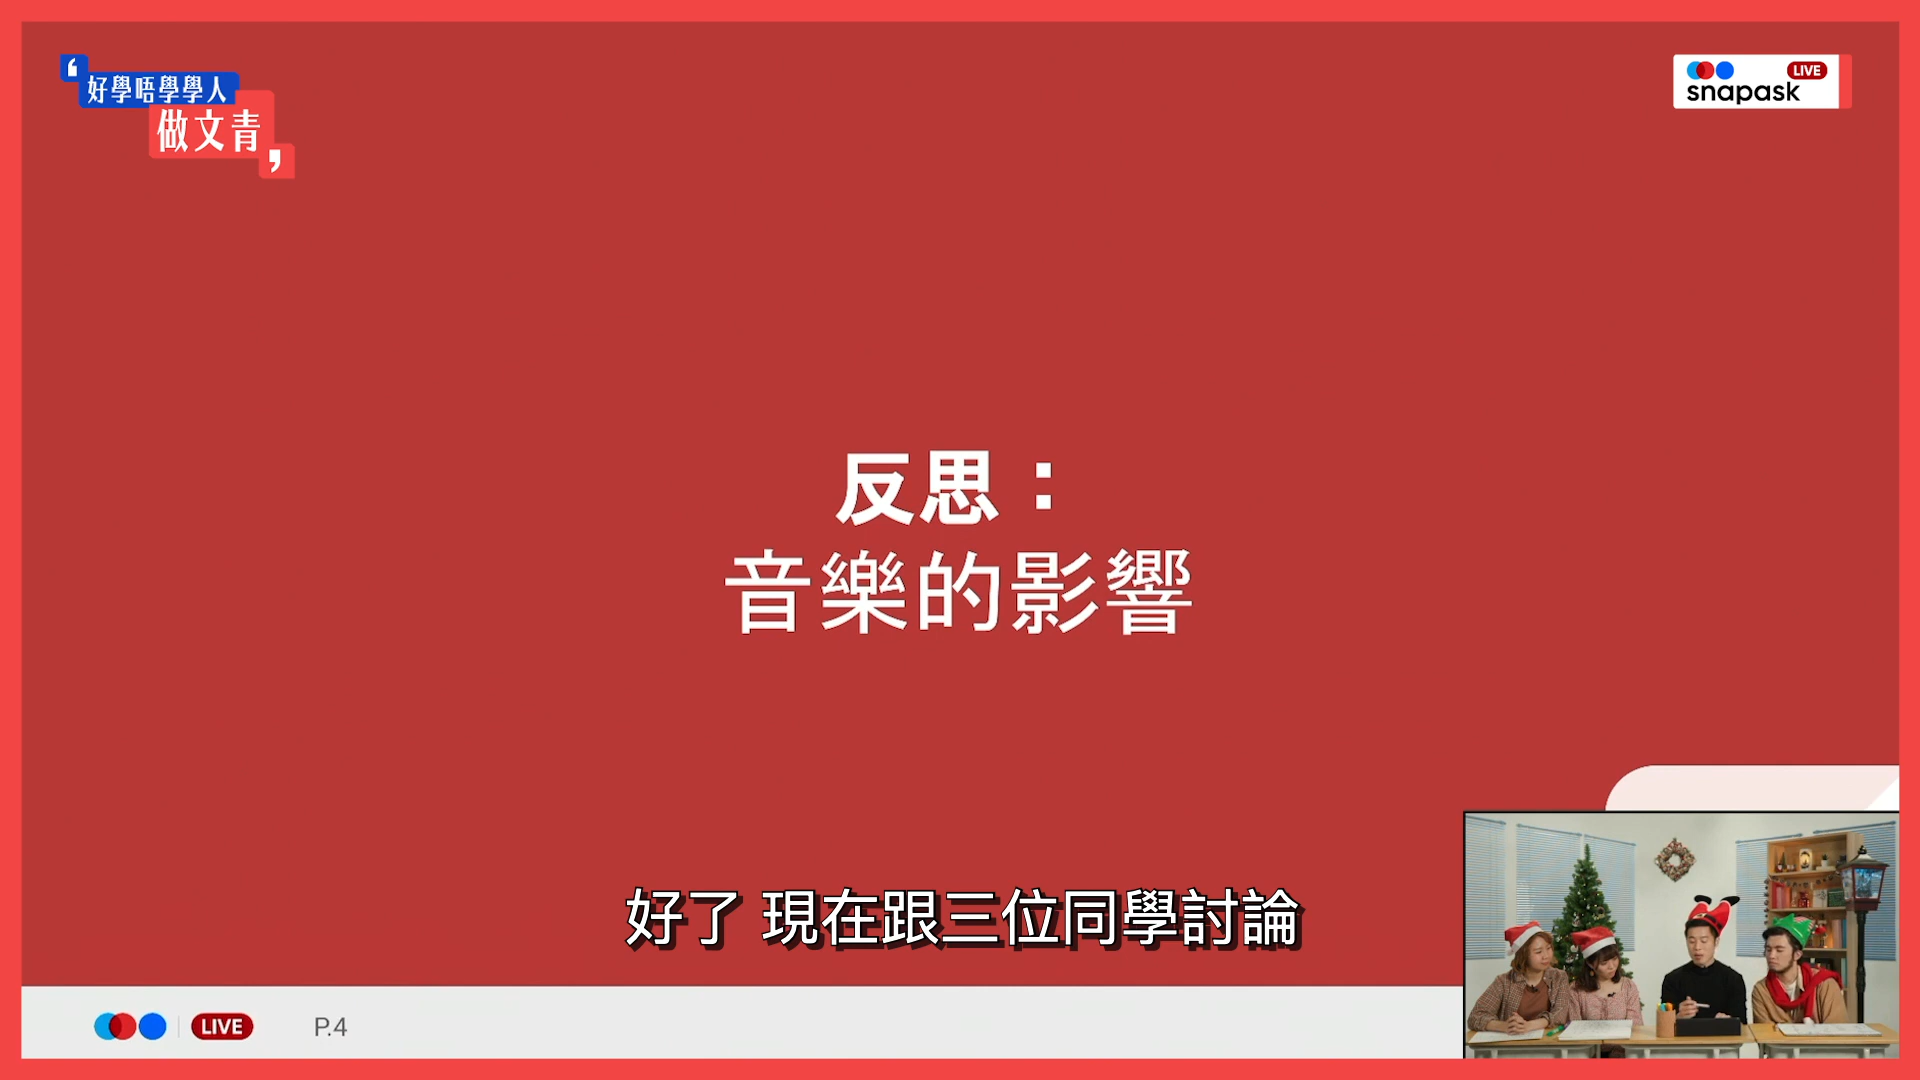 好學唔學學人
做文青
LIVE
snapask
反思：
音樂的影響
好了 現在跟三位同學討論
LIVE
P.4